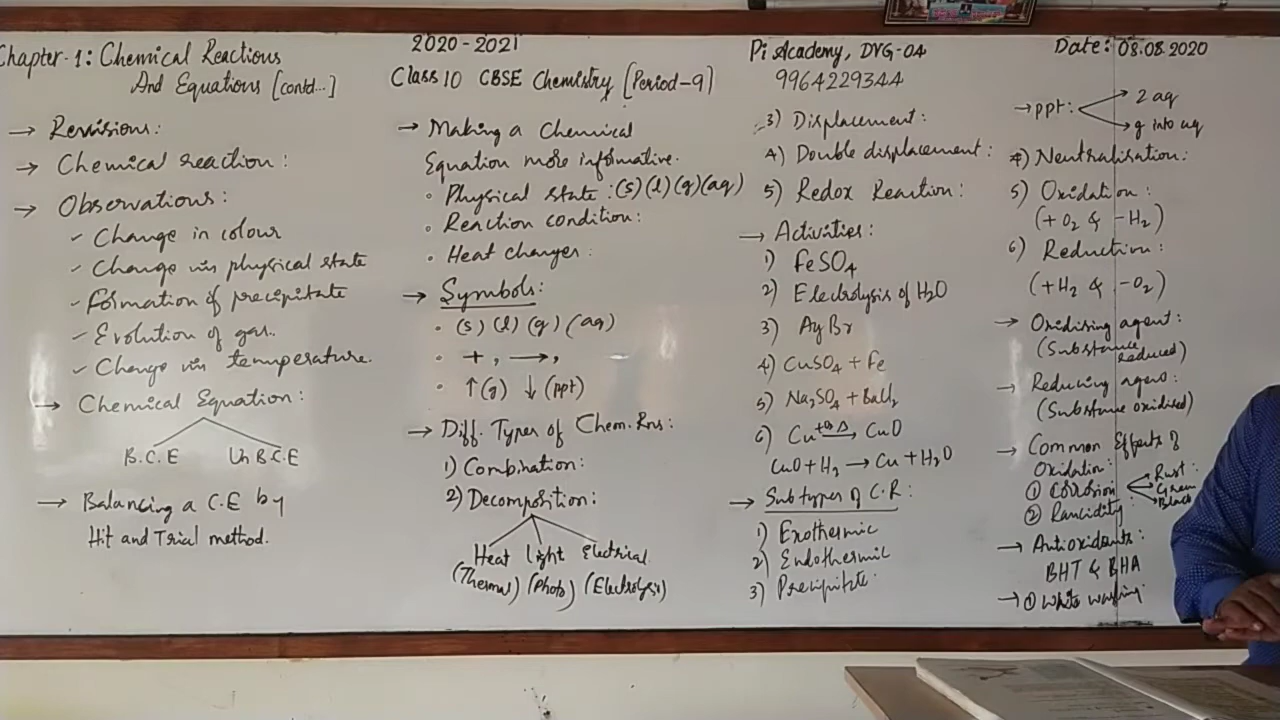 Chapter.1: Chemical Reactions
And Equations [contd...]
→ Revisions:
→ Chemical reaction:
→ Observations:
✓ Change in colour
✓ Change in physical state
✓ Formation of precipitate
✓ Evolution of gas.
✓ Change in temperature.
→ Chemical Equation:
B.C.E Un B.C.E
→ Balancing a C.E by
Hit and Trial method.
2020-2021
Class 10 CBSE Chemistry [Period-9]
→ Making a Chemical
Equation more informative.
• Physical state: (s) (l) (g) (aq)
• Reaction condition:
• Heat changes:
→ Symbols:
• (s) (l) (g) (aq)
• +, →,
• ↑(g) ↓(ppt)
→ Diff. Types of Chem. Rns:
1) Combination:
2) Decomposition:
Heat light Electrical
(Thermal) (Photo) (Electrolysis)
Pi Academy, DVG-04
9964229344
3) Displacement:
4) Double displacement:
5) Redox Reaction:
→ Activities:
1) FeSO4
2) Electrolysis of H2O
3) AgBr
4) CuSO4 + Fe
5) Na2SO4 + BaCl2
6) Cu +O2 Δ → CuO
CuO + H2 → Cu + H2O
→ Sub types of C.R:
1) Exothermic
2) Endothermic
3) Precipitate:
Date: 08.08.2020
→ ppt: → 2 aq
→ g into aq
4) Neutralisation:
5) Oxidation:
(+O2 & -H2)
6) Reduction:
(+H2 & -O2)
→ Oxidising agent:
(Substance reduced)
→ Reducing agent:
(Substance oxidised)
→ Common Effects of
Oxidation:
① Corrosion → Rust:
→ Green
→ Black
② Rancidity:
→ Antioxidants:
BHT & BHA
→ ① White washing: